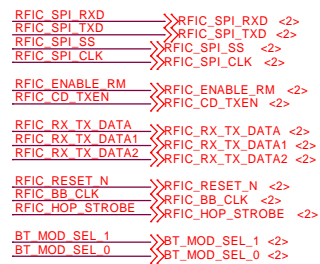 RFIC_SPI_RXD RFIC_SPI_RXD <2>
RFIC_SPI_TXD RFIC_SPI_TXD <2>
RFIC_SPI_SS RFIC_SPI_SS <2>
RFIC_SPI_CLK RFIC_SPI_CLK <2>
RFIC_ENABLE_RM RFIC_ENABLE_RM <2>
RFIC_CD_TXEN RFIC_CD_TXEN <2>
RFIC_RX_TX_DATA RFIC_RX_TX_DATA <2>
RFIC_RX_TX_DATA1 RFIC_RX_TX_DATA1 <2>
RFIC_RX_TX_DATA2 RFIC_RX_TX_DATA2 <2>
RFIC_RESET_N RFIC_RESET_N <2>
RFIC_BB_CLK RFIC_BB_CLK <2>
RFIC_HOP_STROBE RFIC_HOP_STROBE <2>
BT_MOD_SEL_1 BT_MOD_SEL_1 <2>
BT_MOD_SEL_0 BT_MOD_SEL_0 <2>